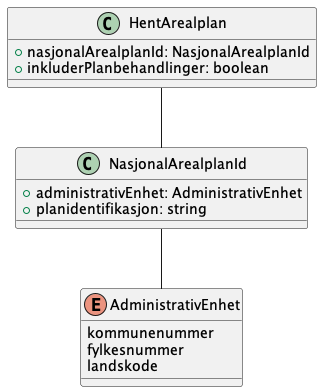 C HentArealplan
+ nasjonalArealplanId: NasjonalArealplanId
+ inkluderPlanbehandlinger: boolean
C NasjonalArealplanId
+ administrativEnhet: AdministrativEnhet
+ planidentifikasjon: string
E AdministrativEnhet
kommunenummer
fylkesnummer
landskode